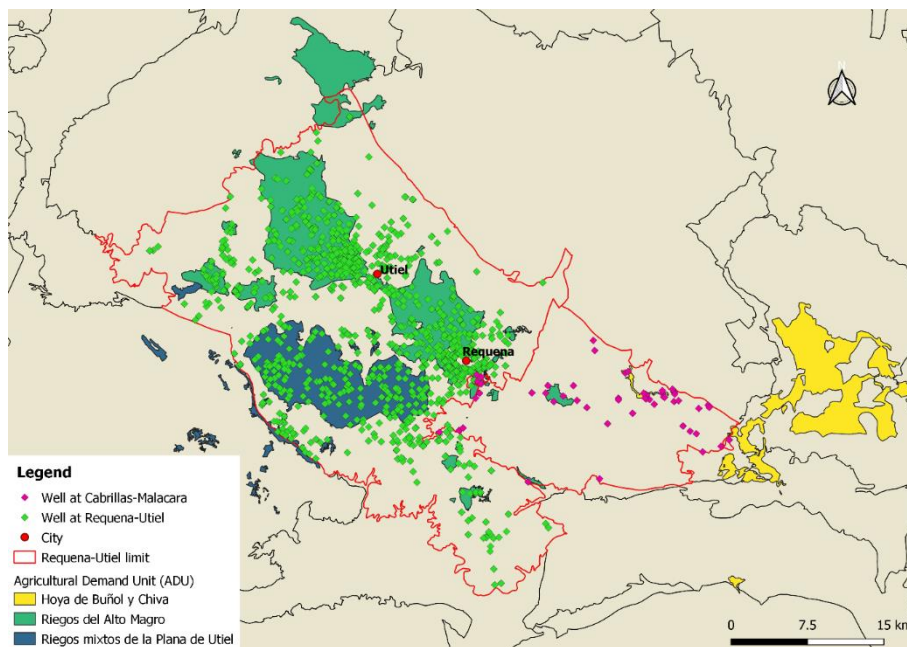 N
Utiel
Requena
Legend
Well at Cabrillas-Malacara
Well at Requena-Utiel
City
Requena-Utiel limit
Agricultural Demand Unit (ADU)
Hoya de Buñol y Chiva
Riegos del Alto Magro
Riegos mixtos de la Plana de Utiel
0 7.5 15 km